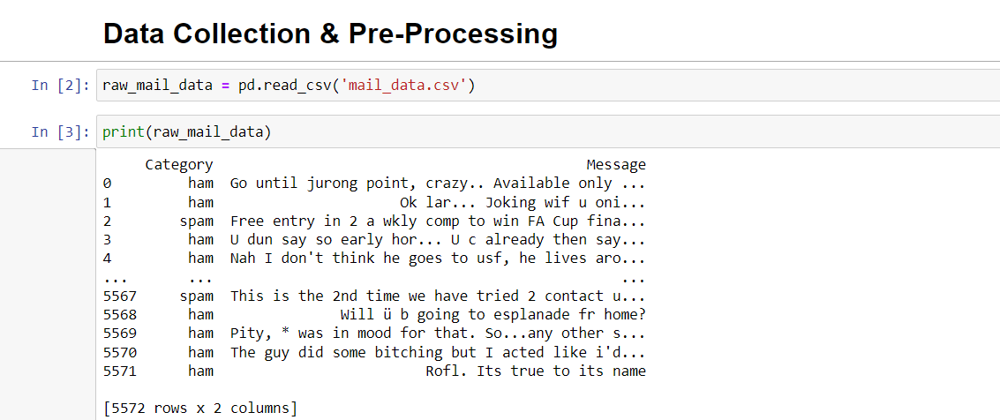 Data Collection & Pre-Processing
In [2]: raw_mail_data = pd.read_csv('mail_data.csv')
In [3]: print(raw_mail_data)
Category Message
0 ham Go until jurong point, crazy.. Available only ...
1 ham Ok lar... Joking wif u oni...
2 spam Free entry in 2 a wkly comp to win FA Cup fina...
3 ham U dun say so early hor... U c already then say...
4 ham Nah I don't think he goes to usf, he lives aro...
... ... ...
5567 spam This is the 2nd time we have tried 2 contact u...
5568 ham Will ü b going to esplanade fr home?
5569 ham Pity, * was in mood for that. So...any other s...
5570 ham The guy did some bitching but I acted like i'd...
5571 ham Rofl. Its true to its name
[5572 rows x 2 columns]